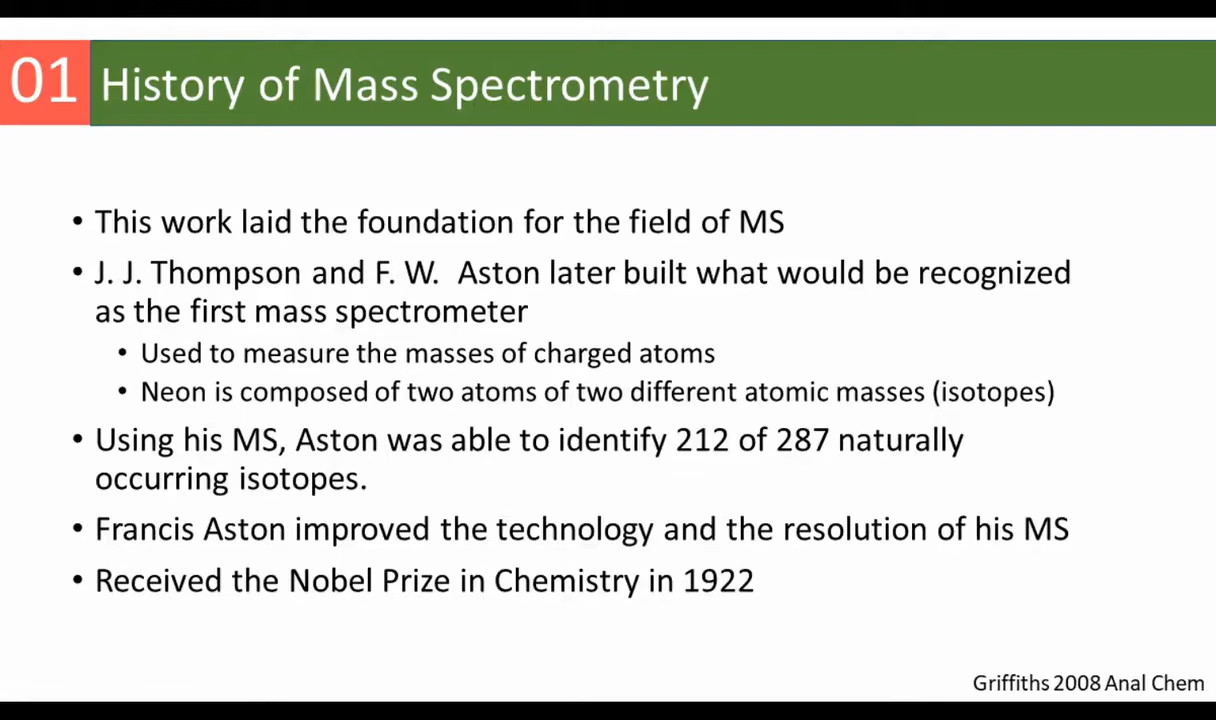 01 History of Mass Spectrometry
• This work laid the foundation for the field of MS
• J. J. Thompson and F. W.  Aston later built what would be recognized
as the first mass spectrometer
• Used to measure the masses of charged atoms
• Neon is composed of two atoms of two different atomic masses (isotopes)
• Using his MS, Aston was able to identify 212 of 287 naturally
occurring isotopes.
• Francis Aston improved the technology and the resolution of his MS
• Received the Nobel Prize in Chemistry in 1922
Griffiths 2008 Anal Chem